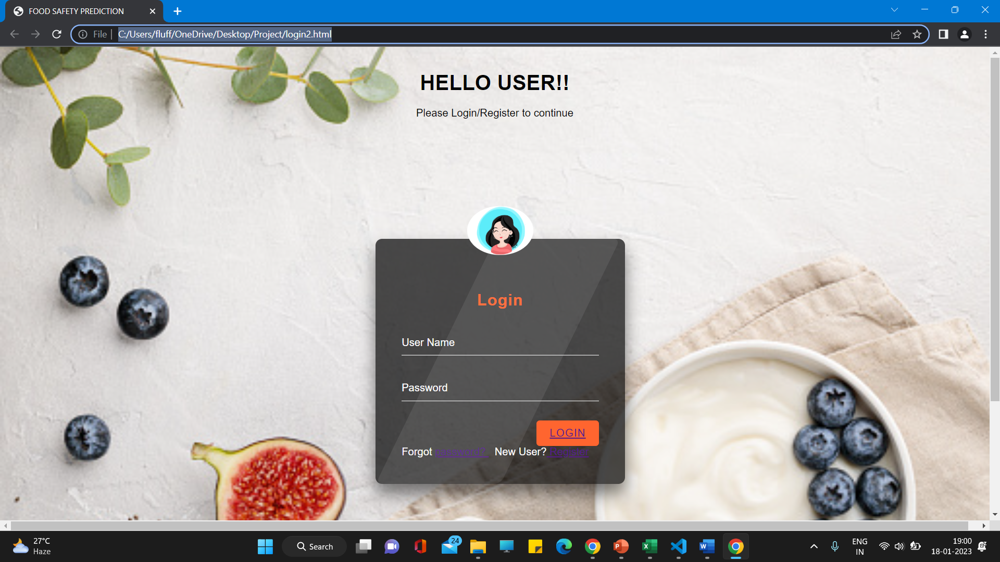 FOOD SAFETY PREDICTION
File | C:/Users/fluff/OneDrive/Desktop/Project/login2.html
HELLO USER!!
Please Login/Register to continue
Login
User Name
Password
LOGIN
Forgot password? New User? Register
27°C
Haze
Search
24
ENG
IN
19:00
18-01-2023